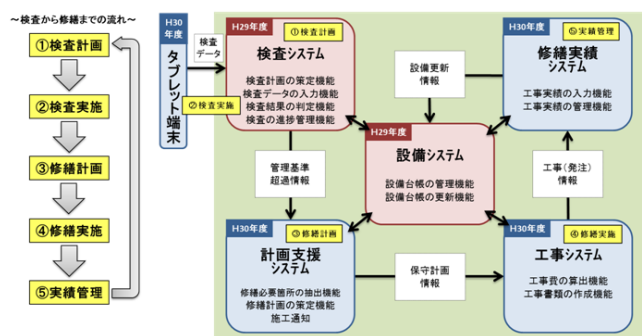 ～検査から修繕までの流れ～
①検査計画
②検査実施
③修繕計画
④修繕実施
⑤実績管理
H30
年度
タブレット端末
検査
データ
②検査実施
H29年度
①検査計画
検査システム
検査計画の策定機能
検査データの入力機能
検査結果の判定機能
検査の進捗管理機能
設備更新
情報
H30年度
⑤実績管理
修繕実績
システム
工事実績の入力機能
工事実績の管理機能
H29年度
設備システム
設備台帳の管理機能
設備台帳の更新機能
管理基準
超過情報
工事（発注）
情報
H30年度
③修繕計画
計画支援
システム
修繕必要箇所の抽出機能
修繕計画の策定機能
施工通知
保守計画
情報
H30年度
④修繕実施
工事システム
工事費の算出機能
工事書類の作成機能